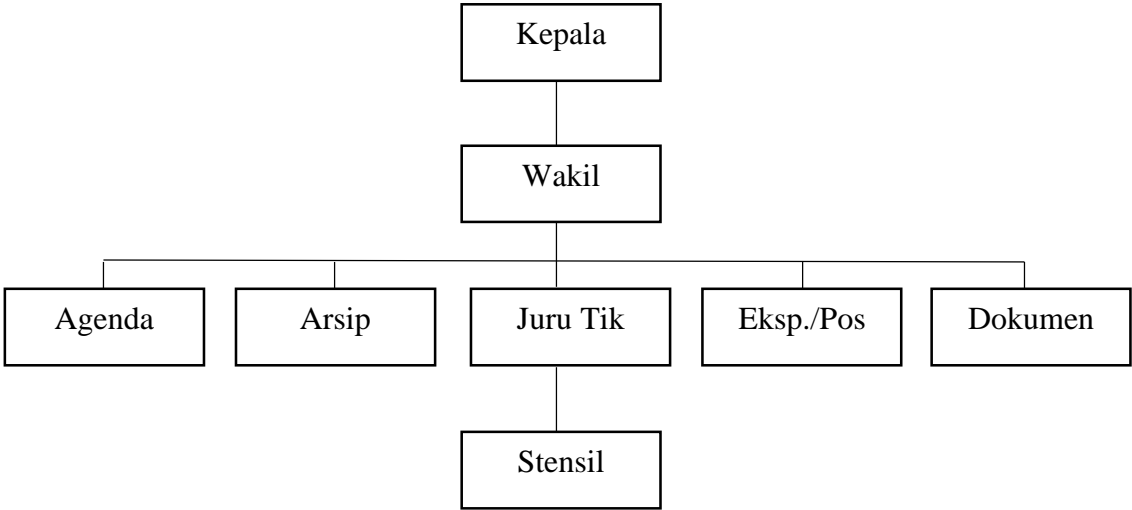 Kepala
Wakil
Agenda
Arsip
Juru Tik
Eksp./Pos
Dokumen
Stensil